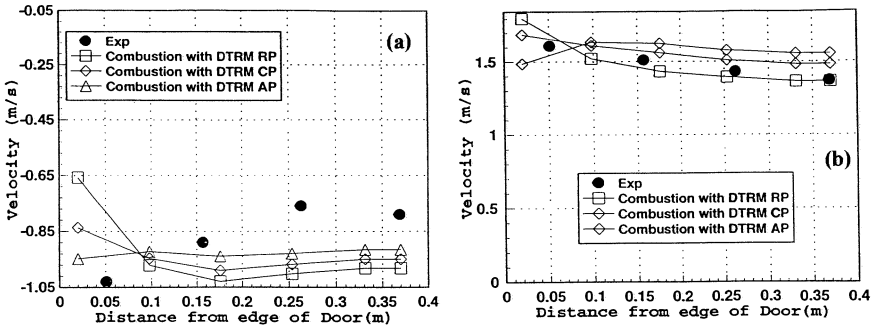 -0.05
-0.25
-0.45
-0.65
-0.85
-1.05
Velocity (m/s)
Exp
Combustion with DTRM RP
Combustion with DTRM CP
Combustion with DTRM AP
(a)
0 0.05 0.1 0.15 0.2 0.25 0.3 0.35 0.4
Distance from edge of Door(m)
1.5
1
0.5
0
Velocity (m/s)
(b)
Exp
Combustion with DTRM RP
Combustion with DTRM CP
Combustion with DTRM AP
0 0.05 0.1 0.15 0.2 0.25 0.3 0.35 0.4
Distance from edge of Door(m)